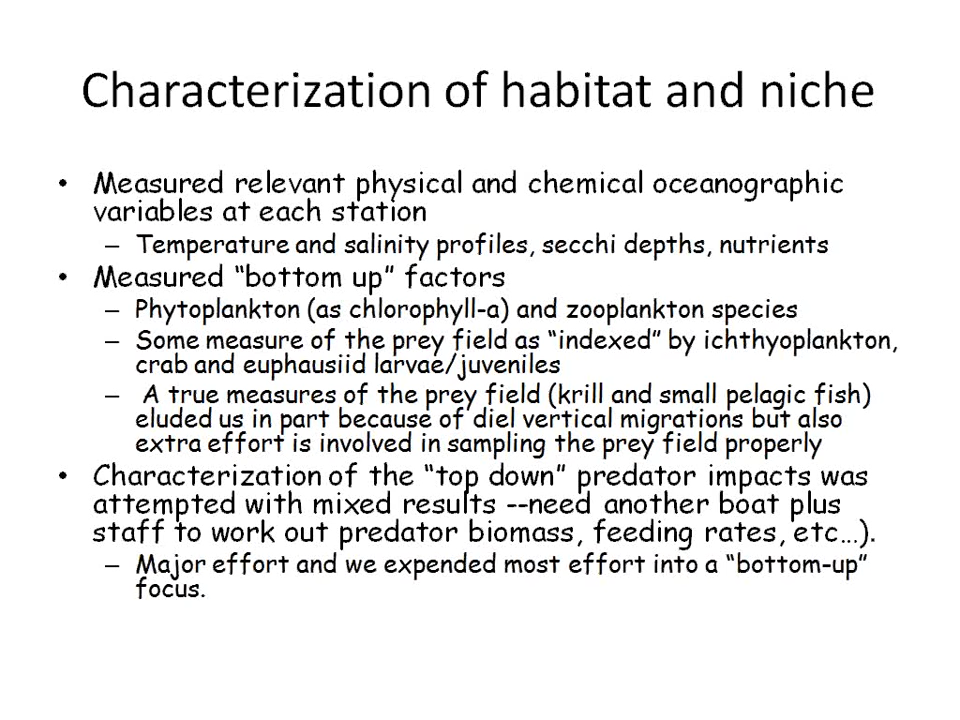 Characterization of habitat and niche
• Measured relevant physical and chemical oceanographic
variables at each station
– Temperature and salinity profiles, secchi depths, nutrients
• Measured “bottom up” factors
– Phytoplankton (as chlorophyll-a) and zooplankton species
– Some measure of the prey field as “indexed” by ichthyoplankton,
crab and euphausiid larvae/juveniles
– A true measures of the prey field (krill and small pelagic fish)
eluded us in part because of diel vertical migrations but also
extra effort is involved in sampling the prey field properly
• Characterization of the “top down” predator impacts was
attempted with mixed results --need another boat plus
staff to work out predator biomass, feeding rates, etc…).
– Major effort and we expended most effort into a “bottom-up”
focus.